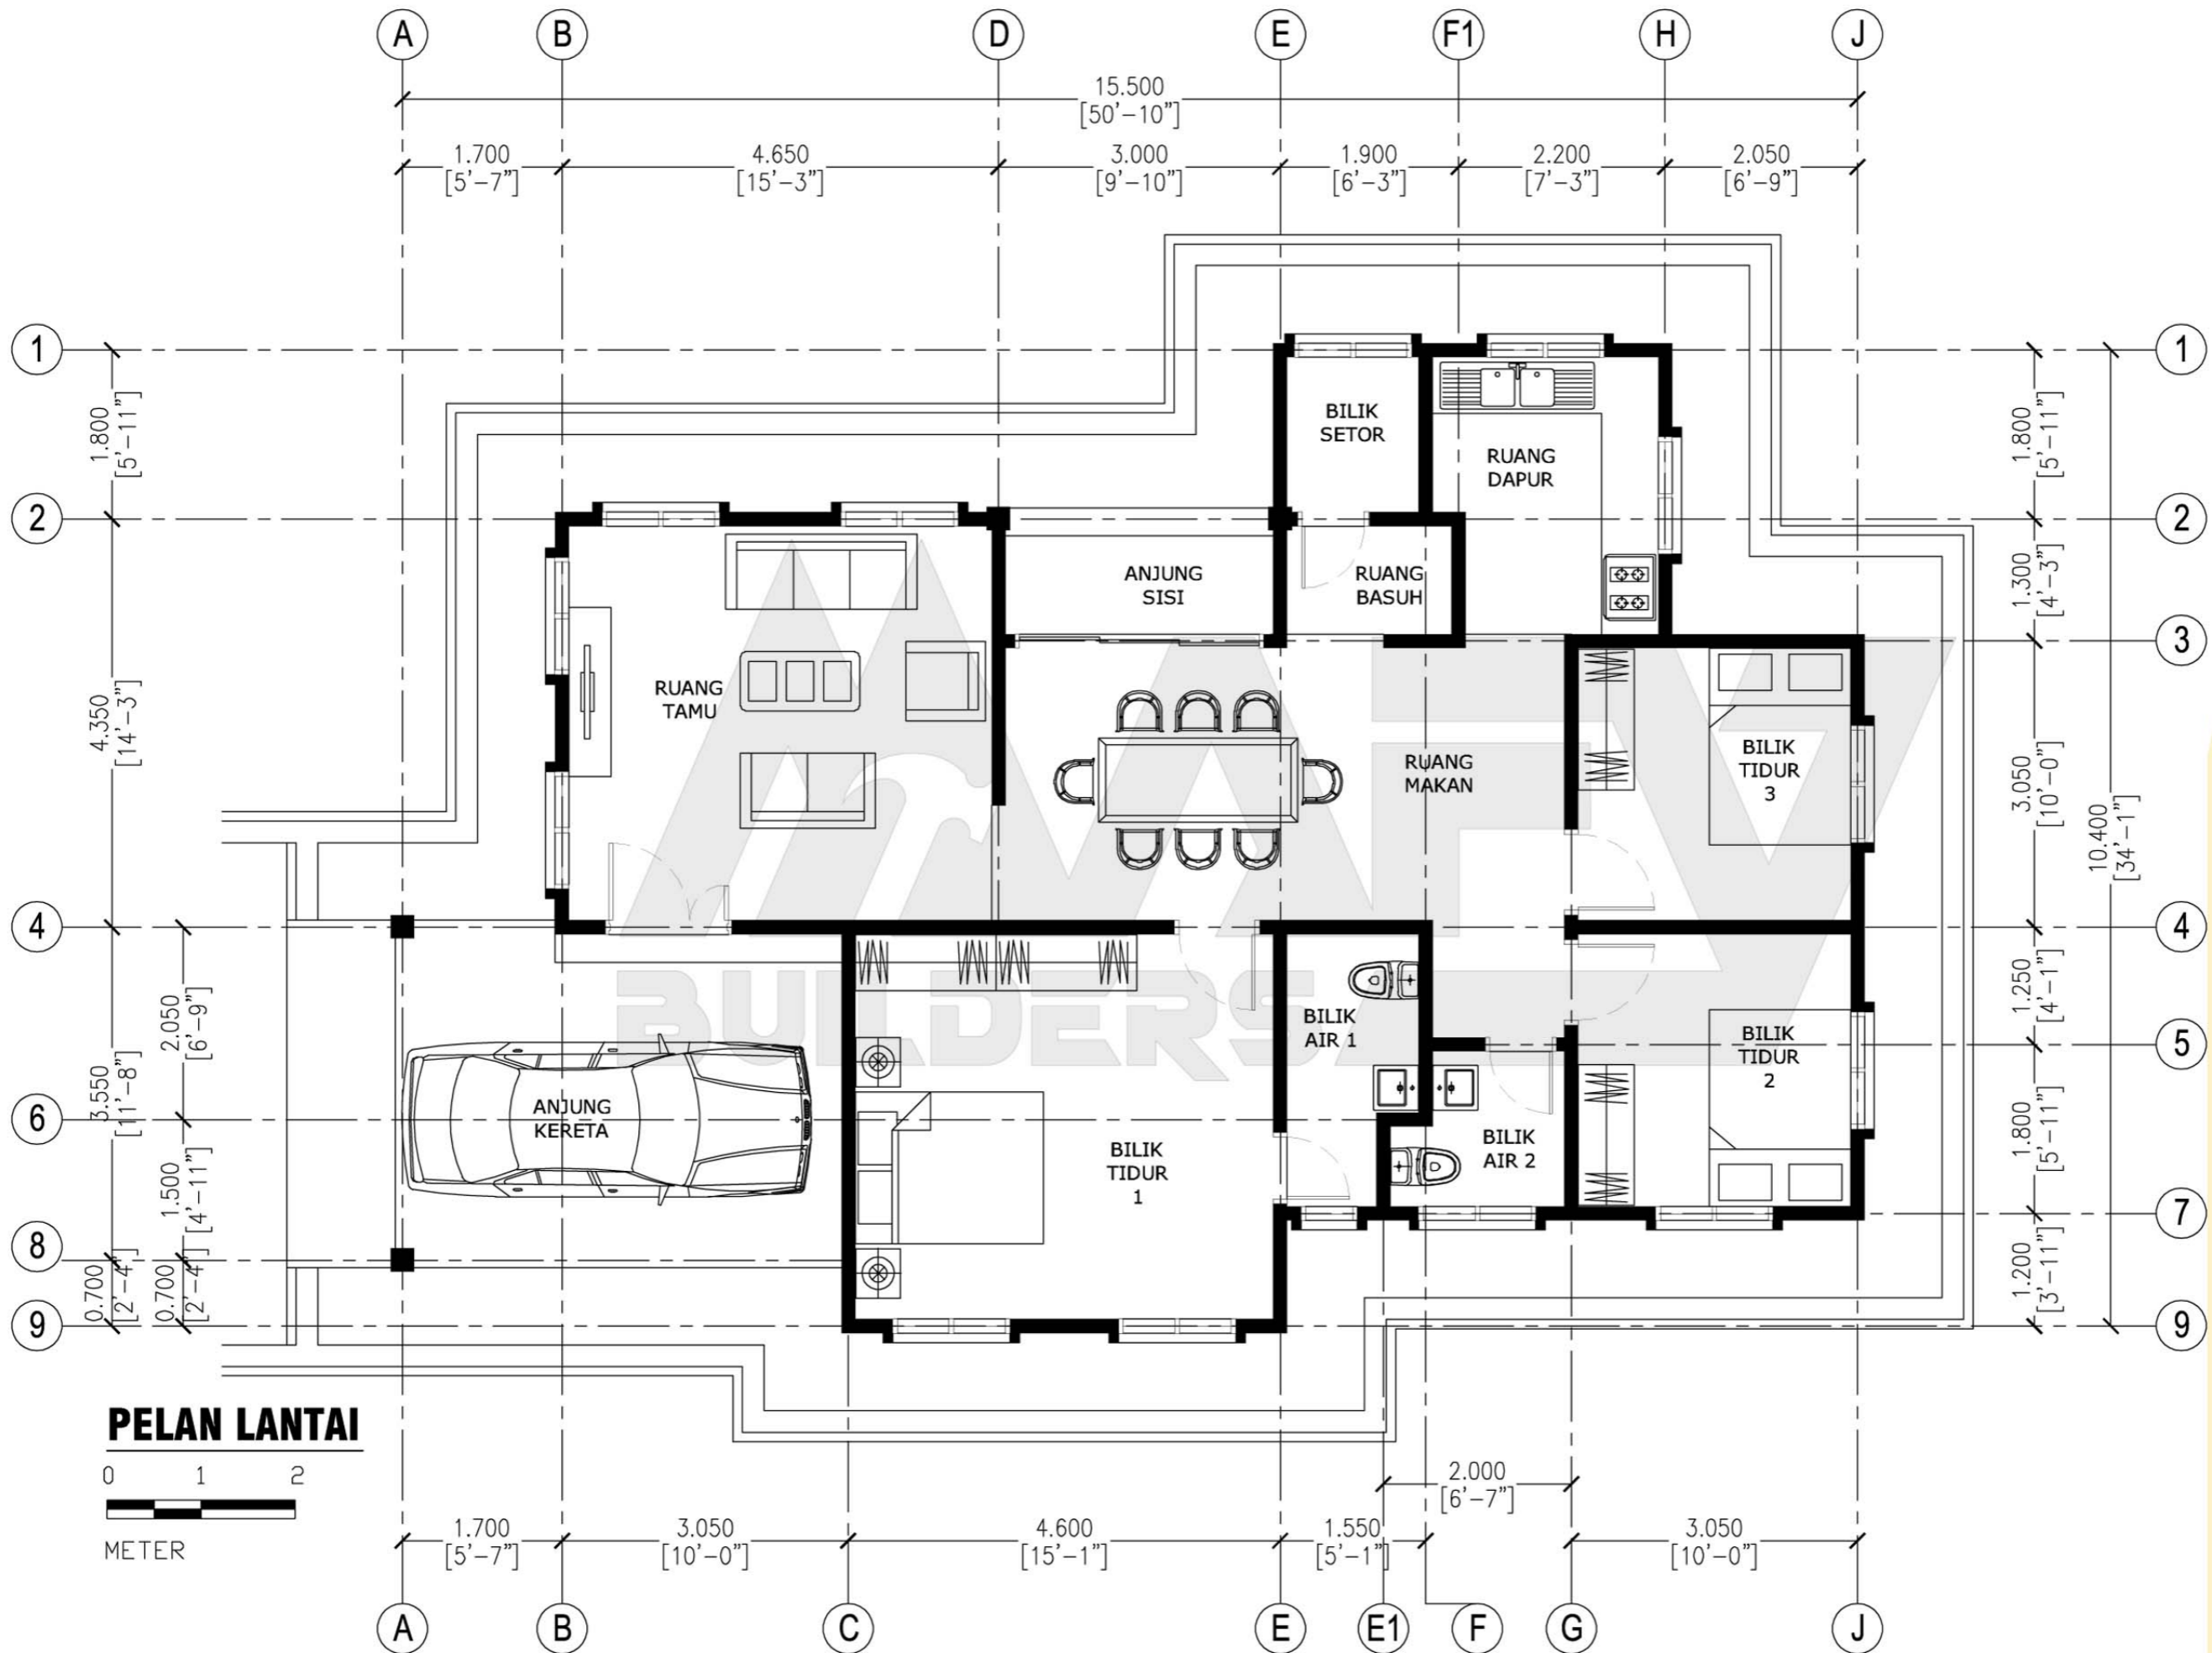 A B D E F1 H J
15.500
[50'-10"]
1.700 4.650 3.000 1.900 2.200 2.050
[5'-7"] [15'-3"] [9'-10"] [6'-3"] [7'-3"] [6'-9"]
1 1
1.800
[5'-11"]
1.800
[5'-11"]
BILIK
SETOR
RUANG
DAPUR
2 2
4.350
[14'-3"]
1.300
[4'-3"]
ANJUNG
SISI
RUANG
BASUH
3
RUANG
TAMU
RUANG
MAKAN
BILIK
TIDUR
3
3.050
[10'-0"]
10.400
[34'-1"]
4 4
2.050
[6'-9"]
3.550
[11'-8"]
1.250
[4'-1"]
ArMAFV
BUILDERS
BILIK
AIR 1
BILIK
TIDUR
2
5
6
ANJUNG
KERETA
BILIK
TIDUR
1
BILIK
AIR 2
1.500
[4'-11"]
1.800
[5'-11"]
7
8
0.700
[2'-4"]
0.700
[2'-4"]
1.200
[3'-11"]
9 9
PELAN LANTAI
0 1 2
METER
2.000
[6'-7"]
1.700 3.050 4.600 1.550 3.050
[5'-7"] [10'-0"] [15'-1"] [5'-1"] [10'-0"]
A B C E E1 F G J